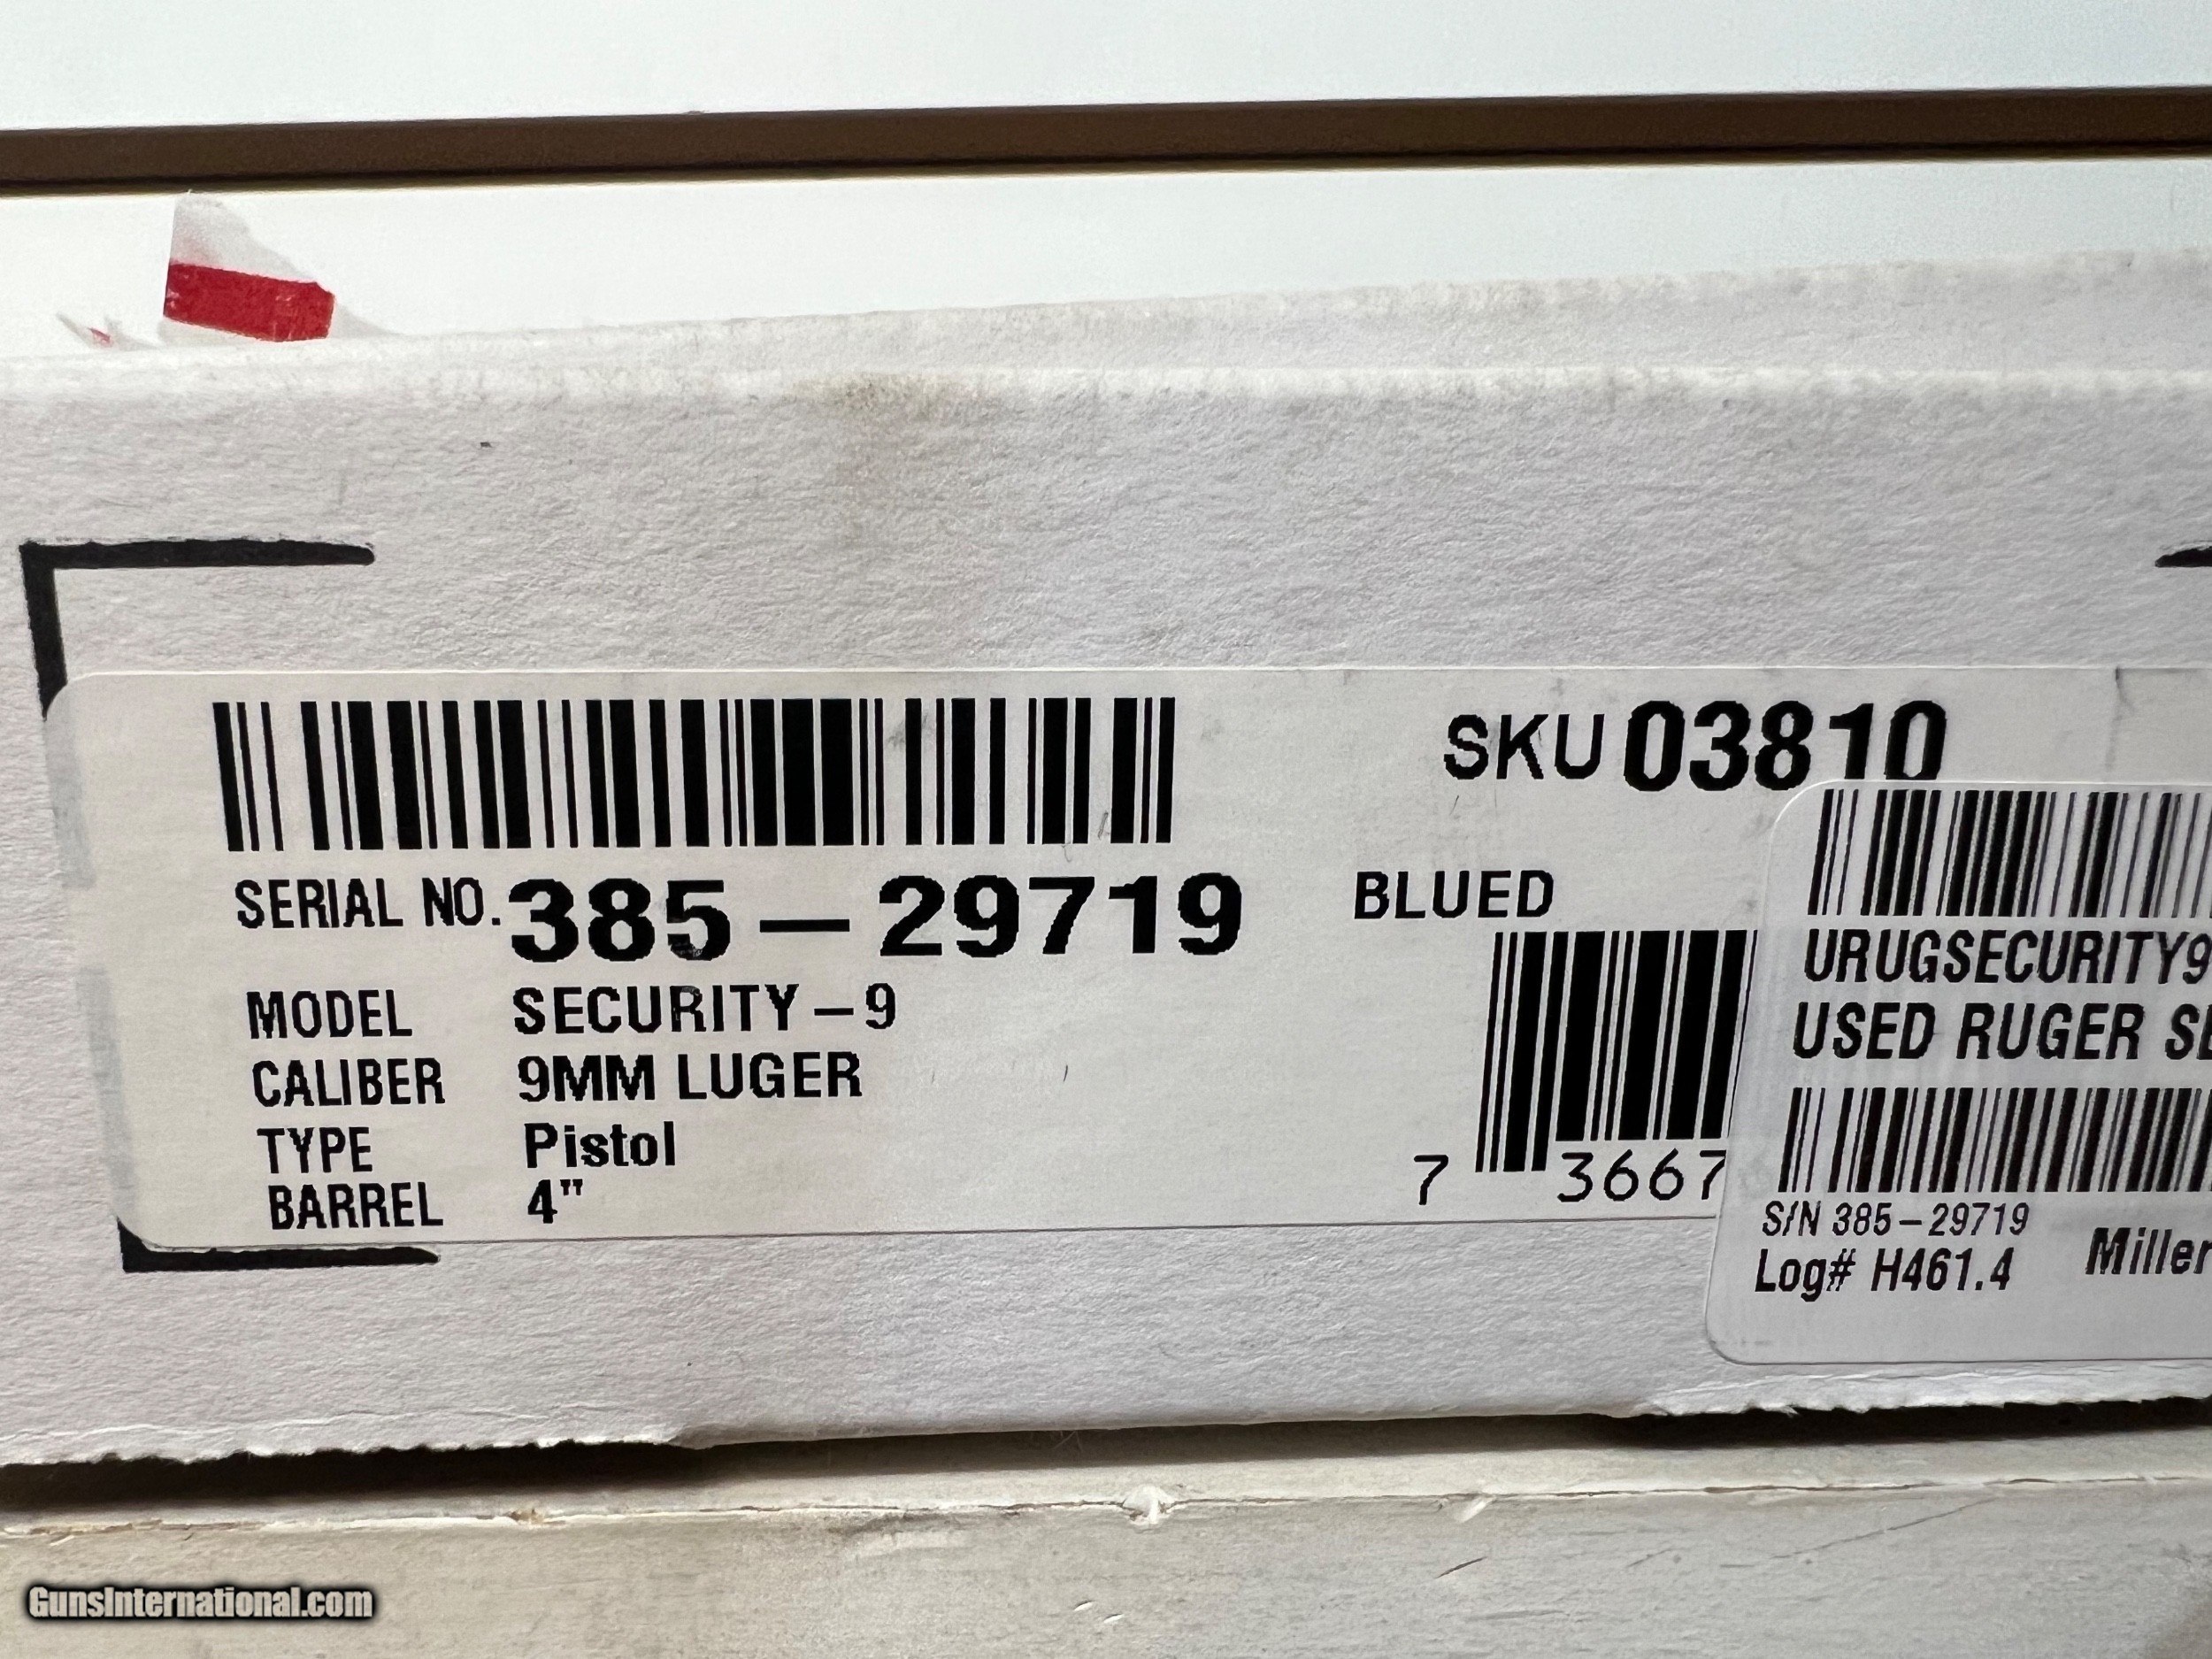 SKU 03810
SERIAL NO. 385-29719
BLUED
MODEL SECURITY-9
CALIBER 9MM LUGER
TYPE Pistol
BARREL 4"
7 3667
URUGSECURITY9
USED RUGER
S/N 385-29719
Log# H461.4 Miller
GunsInternational.com